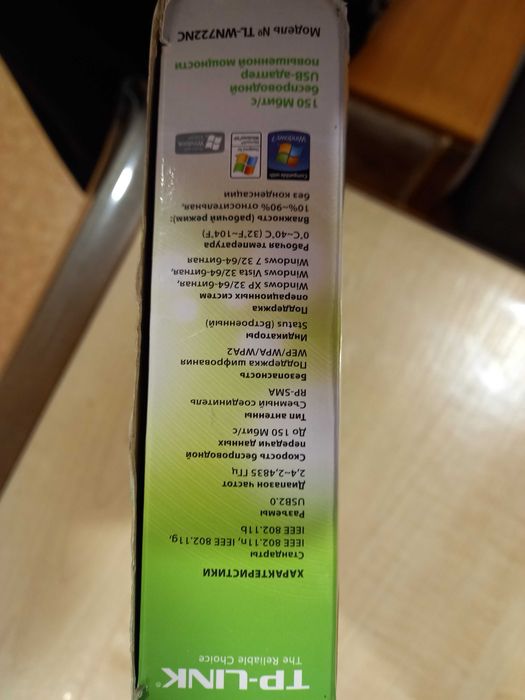 TP-LINK®
The Reliable Choice
ХАРАКТЕРИСТИКИ
Стандарты
IEEE 802.11n, IEEE 802.11g,
IEEE 802.11b
Разъемы
USB2.0
Диапазон частот
2,4~2,4835 ГГц
Скорость беспроводной
передачи данных
До 150 Мбит/с
Тип антенны
Съемный соединитель
RP-SMA
Безопасность
Поддержка шифрования
WEP/WPA/WPA2
Индикаторы
Status (Встроенный)
Поддержка
операционных систем
Windows XP 32/64-битная,
Windows Vista 32/64-битная,
Windows 7 32/64-битная
Рабочая температура
0°C~40°C (32°F~104°F)
Влажность (рабочий режим):
10%~90% относительная,
без конденсации
Compatible with
Windows 7
150 Мбит/с
беспроводной
USB-адаптер
повышенной мощности
Модель № TL-WN722NC